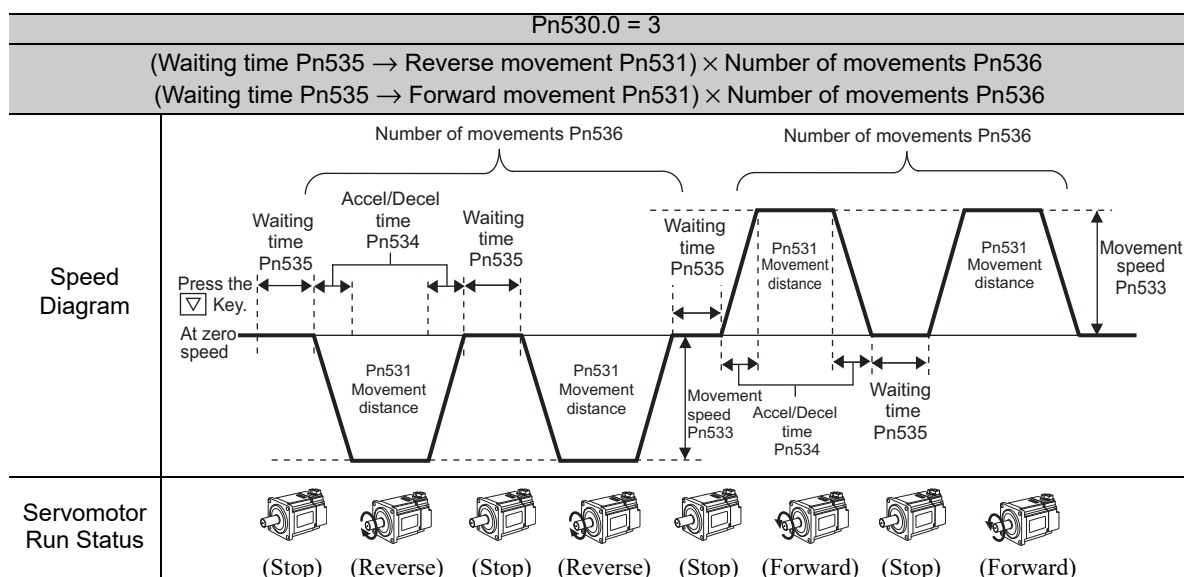 Pn530.0 = 3
(Waiting time Pn535 → Reverse movement Pn531) × Number of movements Pn536
(Waiting time Pn535 → Forward movement Pn531) × Number of movements Pn536
Speed
Diagram
Number of movements Pn536
Number of movements Pn536
Waiting
time
Pn535
Accel/Decel
time
Pn534
Waiting
time
Pn535
Waiting
time
Pn535
Pn531
Movement
distance
Pn531
Movement
distance
Movement
speed
Pn533
Press the
▽ Key.
At zero
speed
Pn531
Movement
distance
Pn531
Movement
distance
Movement
speed
Pn533
Accel/Decel
time
Pn534
Waiting
time
Pn535
Servomotor
Run Status
(Stop) (Reverse) (Stop) (Reverse) (Stop) (Forward) (Stop) (Forward)